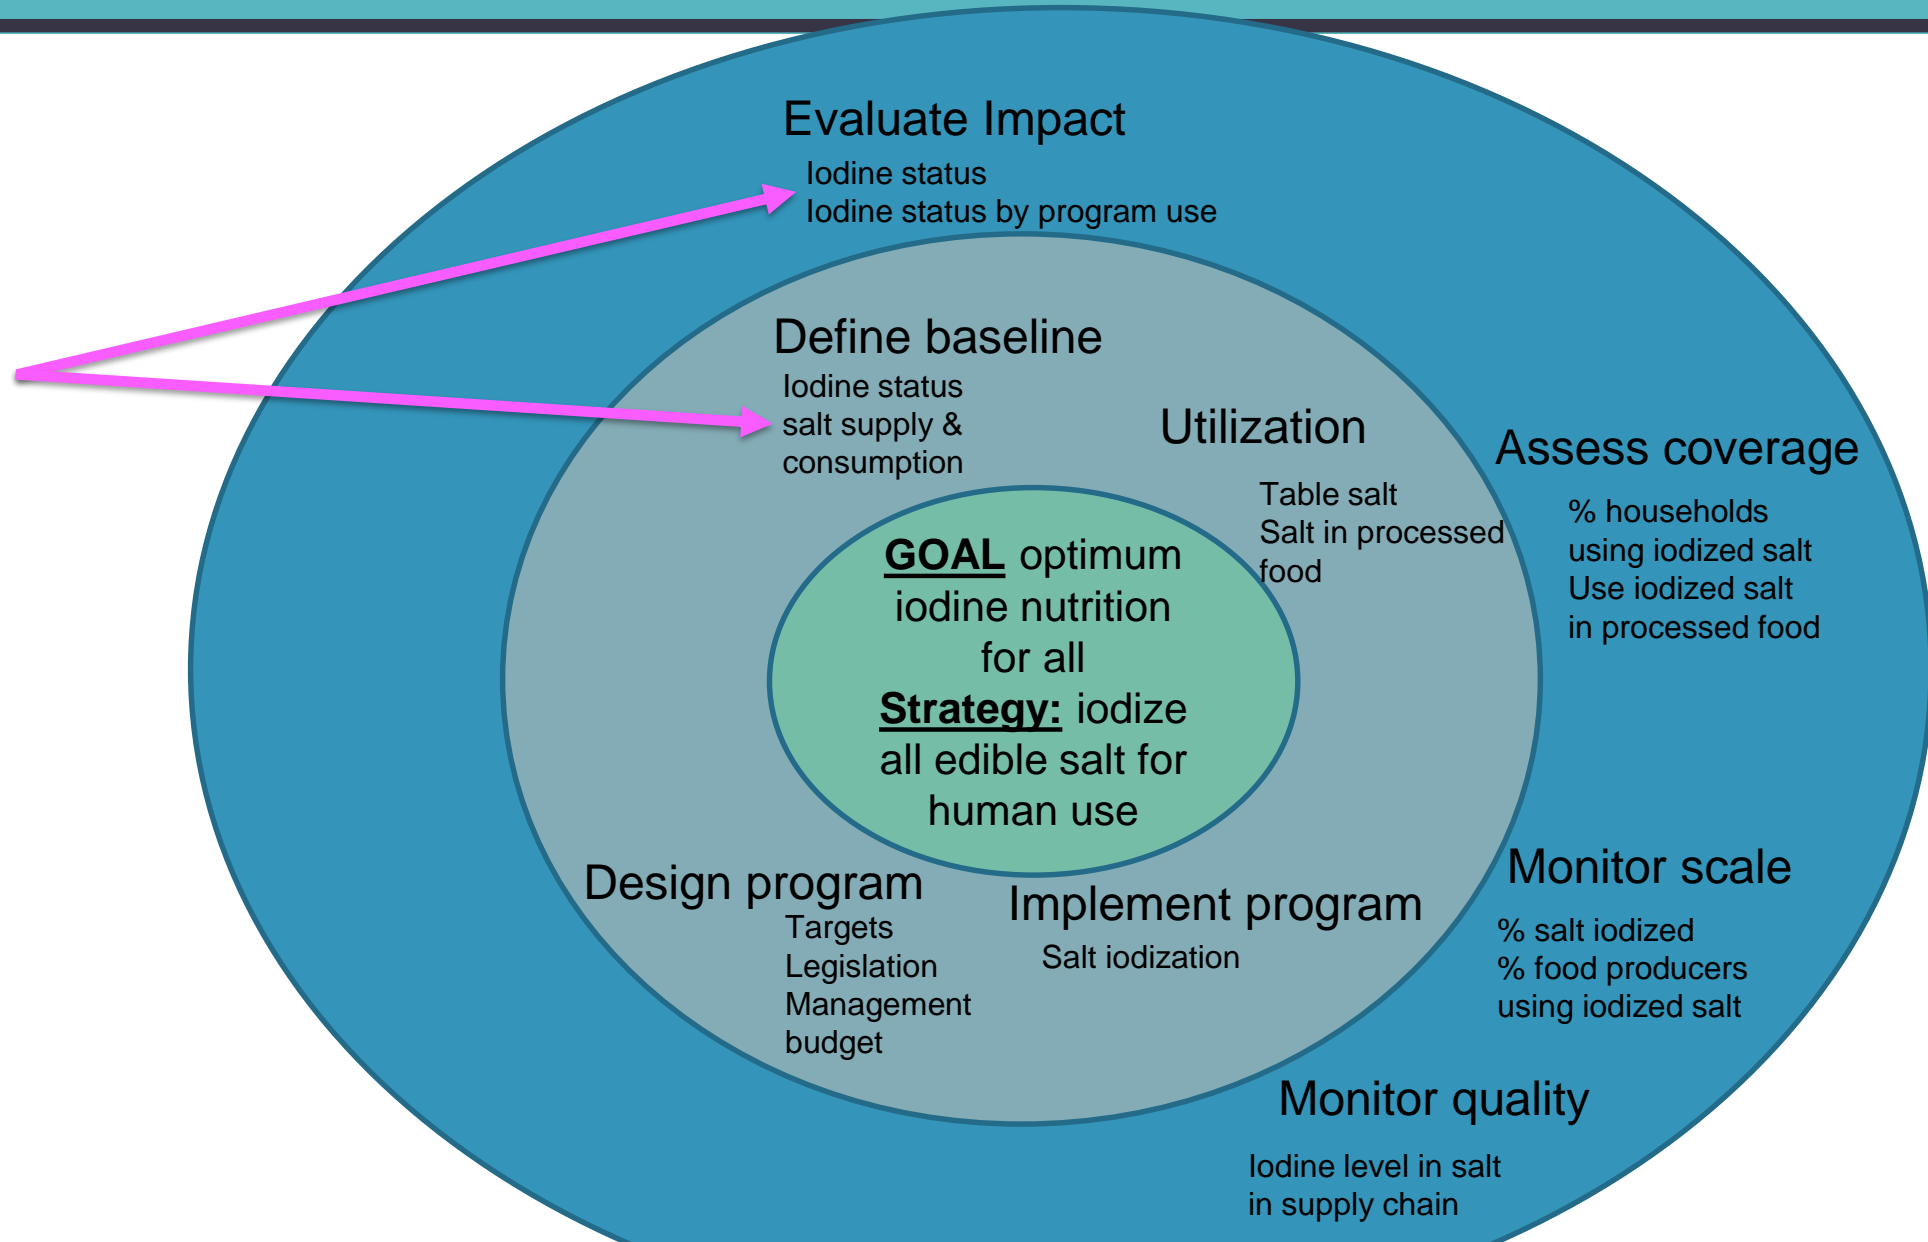 Evaluate Impact
Iodine status
Iodine status by program use
Define baseline
Iodine status
salt supply &
consumption
Utilization
Table salt
Salt in processed
food
Assess coverage
% households
using iodized salt
Use iodized salt
in processed food
GOAL optimum
iodine nutrition
for all
Strategy: iodize
all edible salt for
human use
Design program
Targets
Legislation
Management
budget
Implement program
Salt iodization
Monitor scale
% salt iodized
% food producers
using iodized salt
Monitor quality
Iodine level in salt
in supply chain